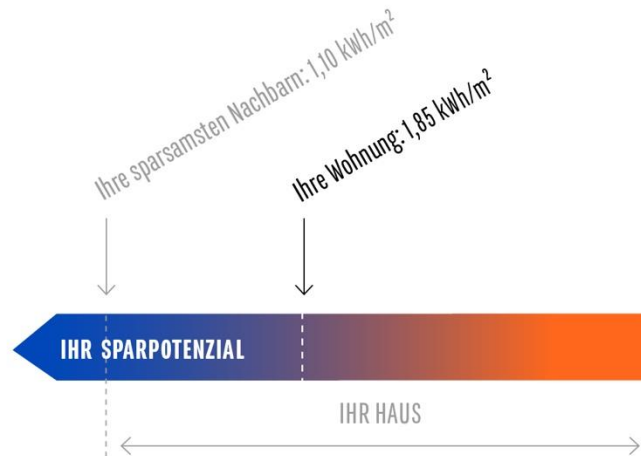 Ihre sparsamsten Nachbarn: 1,10 kWh/m²
Ihre Wohnung: 1,85 kWh/m²
IHR SPARPOTENZIAL
IHR HAUS